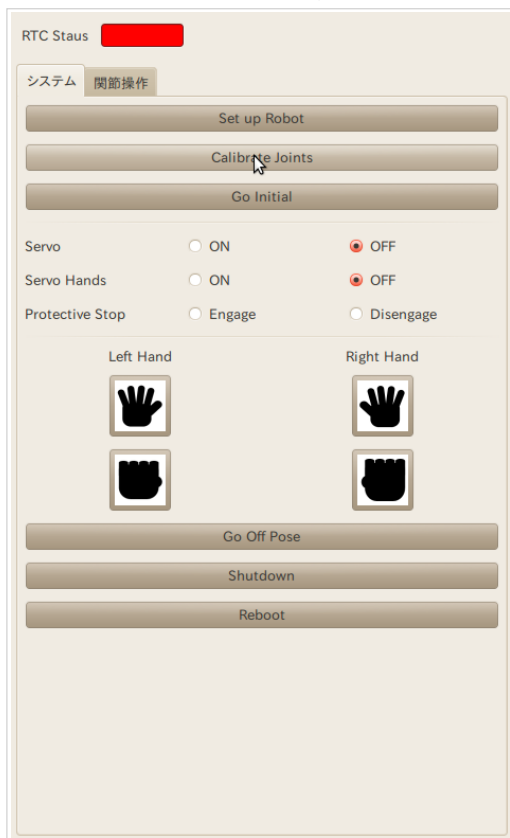 RTC Staus
システム 関節操作
Set up Robot
Calibrate Joints
Go Initial
Servo ON OFF
Servo Hands ON OFF
Protective Stop Engage Disengage
Left Hand Right Hand
Go Off Pose
Shutdown
Reboot